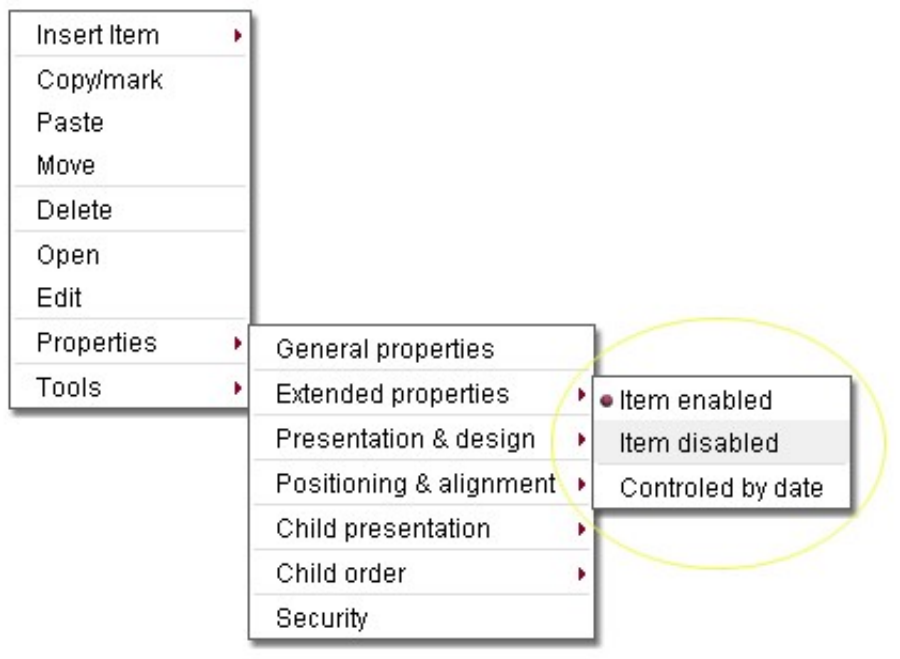 Insert Item
Copy/mark
Paste
Move
Delete
Open
Edit
Properties
Tools
General properties
Extended properties
Presentation & design
Positioning & alignment
Child presentation
Child order
Security
Item enabled
Item disabled
Controled by date